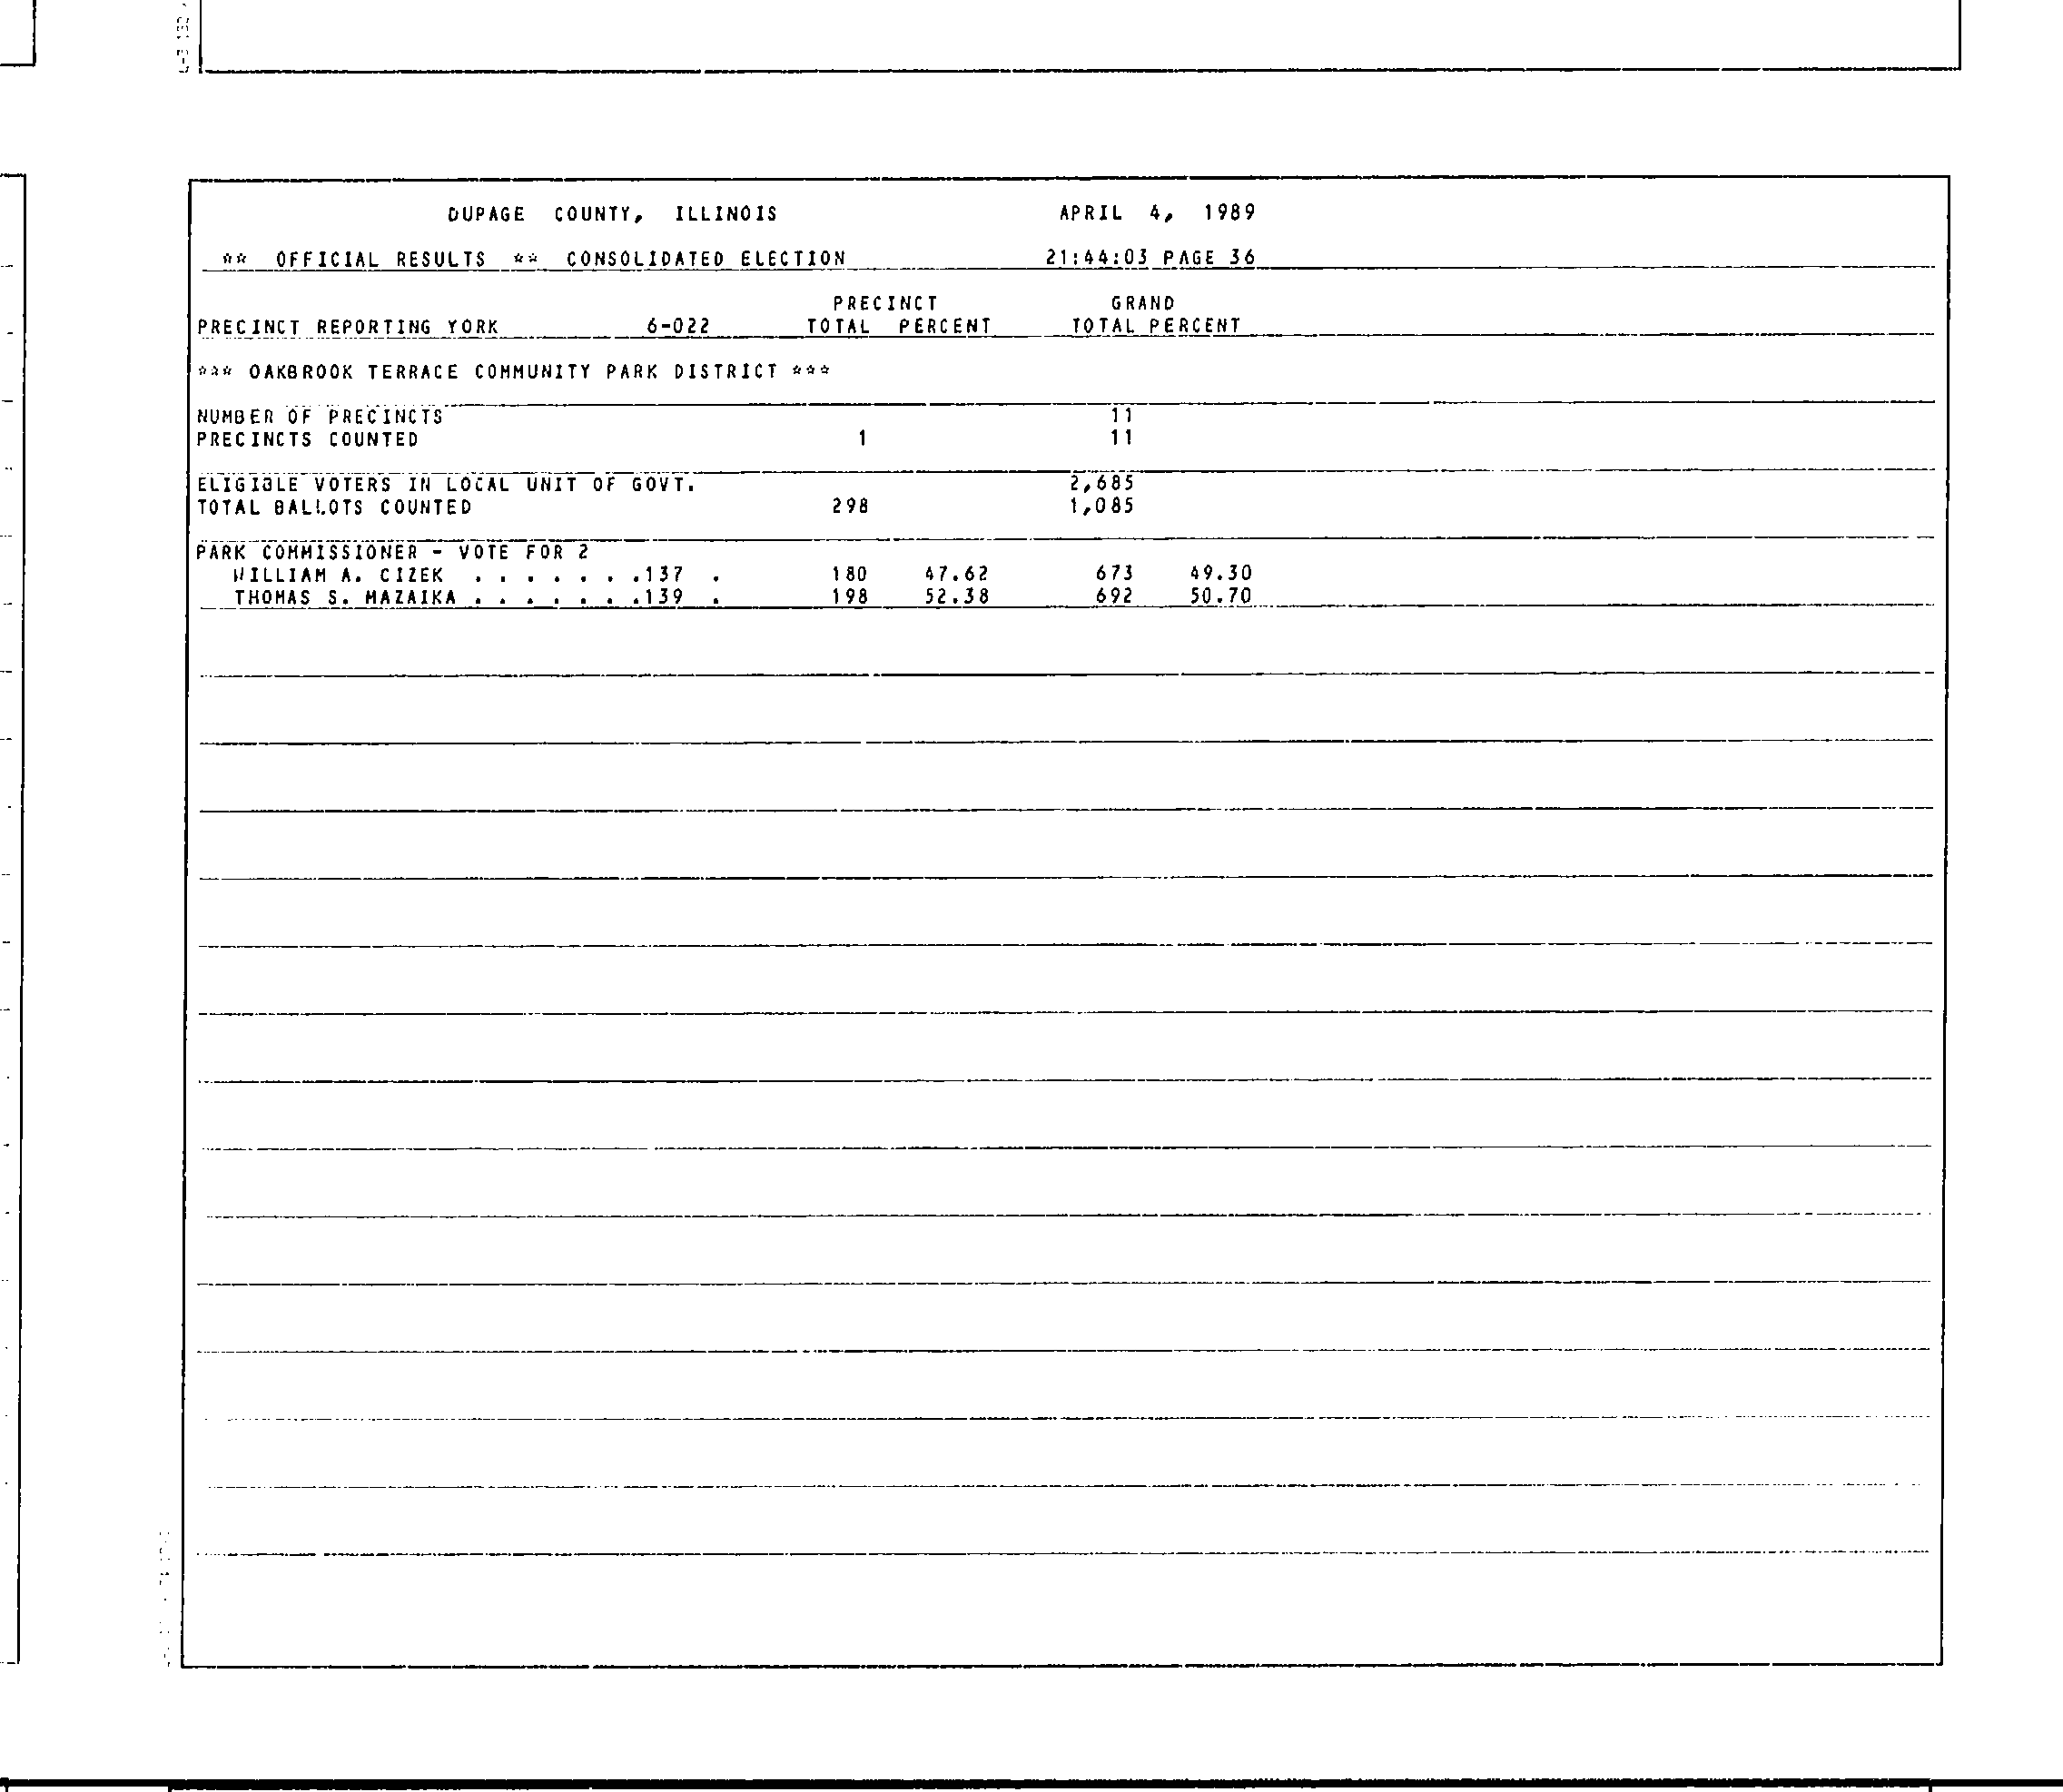 DUPAGE COUNTY, ILLINOIS APRIL 4, 1989
** OFFICIAL RESULTS ** CONSOLIDATED ELECTION 21:44:03 PAGE 36
PRECINCT GRAND
PRECINCT REPORTING YORK 6-022 TOTAL PERCENT TOTAL PERCENT
*** OAKBROOK TERRACE COMMUNITY PARK DISTRICT ***
NUMBER OF PRECINCTS 11
PRECINCTS COUNTED 1 11
ELIGIBLE VOTERS IN LOCAL UNIT OF GOVT. 2,685
TOTAL BALLOTS COUNTED 298 1,085
PARK COMMISSIONER - VOTE FOR 2
WILLIAM A. CIZEK . . . . . . .137 . 180 47.62 673 49.30
THOMAS S. MAZAIKA . . . . . . .139 . 198 52.38 692 50.70